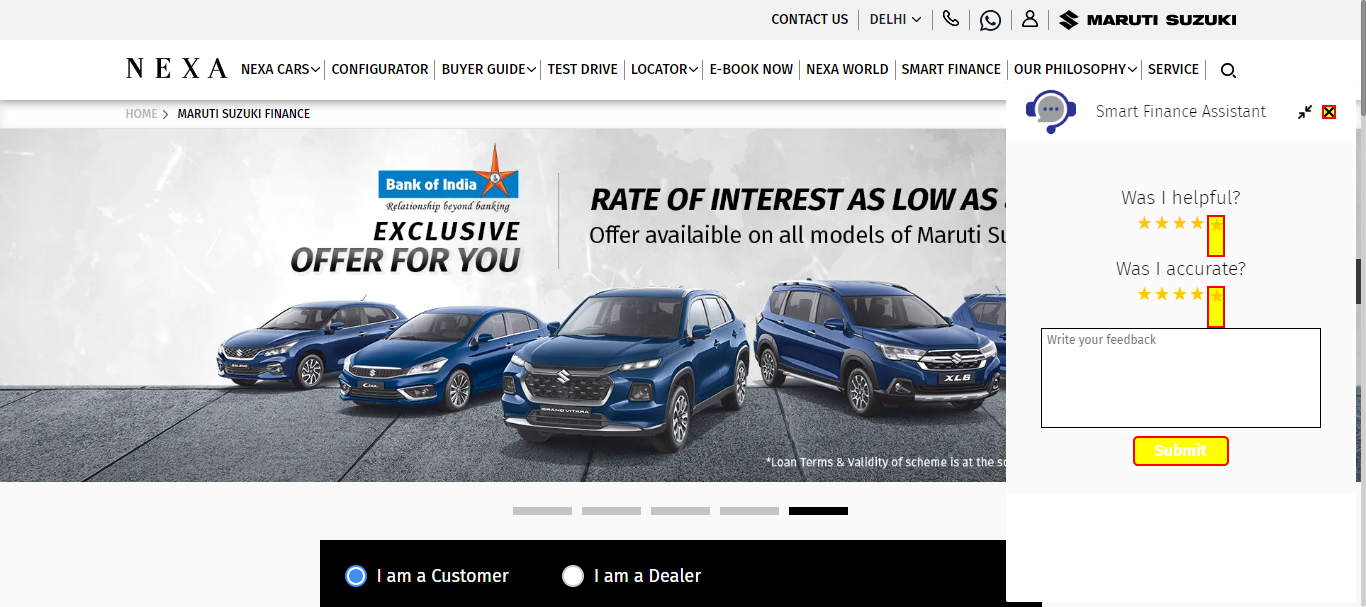 CONTACT US
DELHI
MARUTI SUZUKI
NEXA
NEXA CARS
CONFIGURATOR
BUYER GUIDE
TEST DRIVE
LOCATOR
E-BOOK NOW
NEXA WORLD
SMART FINANCE
OUR PHILOSOPHY
SERVICE
HOME
MARUTI SUZUKI FINANCE
Bank of India
Relationship beyond banking
EXCLUSIVE
OFFER FOR YOU
RATE OF INTEREST AS LOW AS
Offer availaible on all models of Maruti Su
GRAND VITARA
XL6
*Loan Terms & Validity of scheme is at the so
Smart Finance Assistant
Was I helpful?
Was I accurate?
Write your feedback
Submit
I am a Customer
I am a Dealer